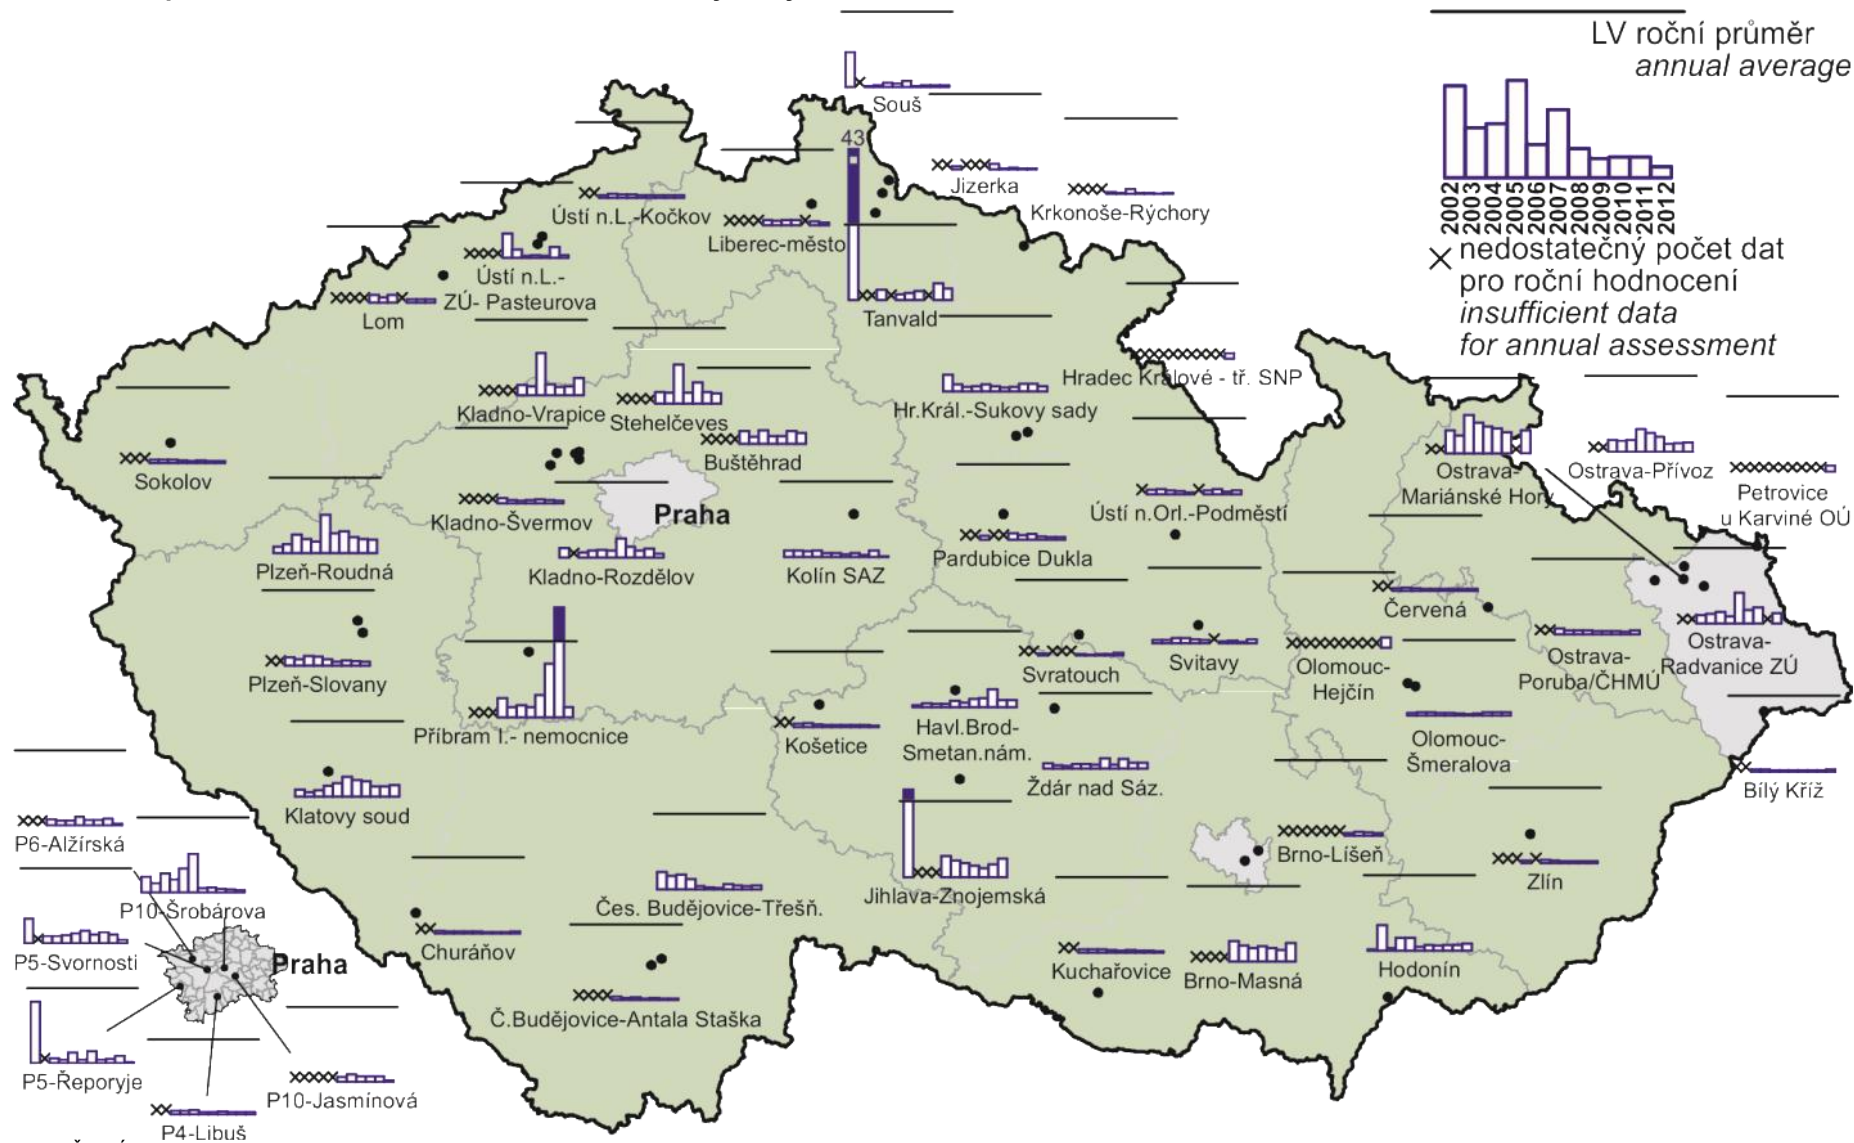 LV roční průměr
annual average
2002 2003 2004 2005 2006 2007 2008 2009 2010 2011 2012
× nedostatečný počet dat
pro roční hodnocení
insufficient data
for annual assessment
Souš
43
Jizerka
Krkonoše-Rýchory
Ústí n.L.-Kočkov
Liberec-město
Ústí n.L.-
ZÚ- Pasteurova
Lom
Tanvald
Hradec Králové - tř. SNP
Kladno-Vrapice
Stehelčeves
Hr.Král.-Sukovy sady
Buštěhrad
Sokolov
Ostrava-
Mariánské Hory
Ostrava-Přívoz
Petrovice
u Karviné OÚ
Kladno-Švermov
Praha
Ústí n.Orl.-Podměstí
Plzeň-Roudná
Kladno-Rozdělov
Kolín SAZ
Pardubice Dukla
Červená
Plzeň-Slovany
Příbram I.- nemocnice
Svratouch
Svitavy
Olomouc-
Hejčín
Ostrava-
Poruba/ČHMÚ
Ostrava-
Radvanice ZÚ
Košetice
Havl.Brod-
Smetan.nám.
Olomouc-
Šmeralova
Žďár nad Sáz.
Bílý Kříž
Klatovy soud
P6-Alžírská
Brno-Líšeň
Zlín
P10-Šrobárova
Čes. Budějovice-Třešň.
Jihlava-Znojemská
P5-Svornosti
Praha
Churáňov
Kuchařovice
Brno-Masná
Hodonín
Č.Budějovice-Antala Staška
P5-Řeporyje
P10-Jasmínová
P4-Libuš